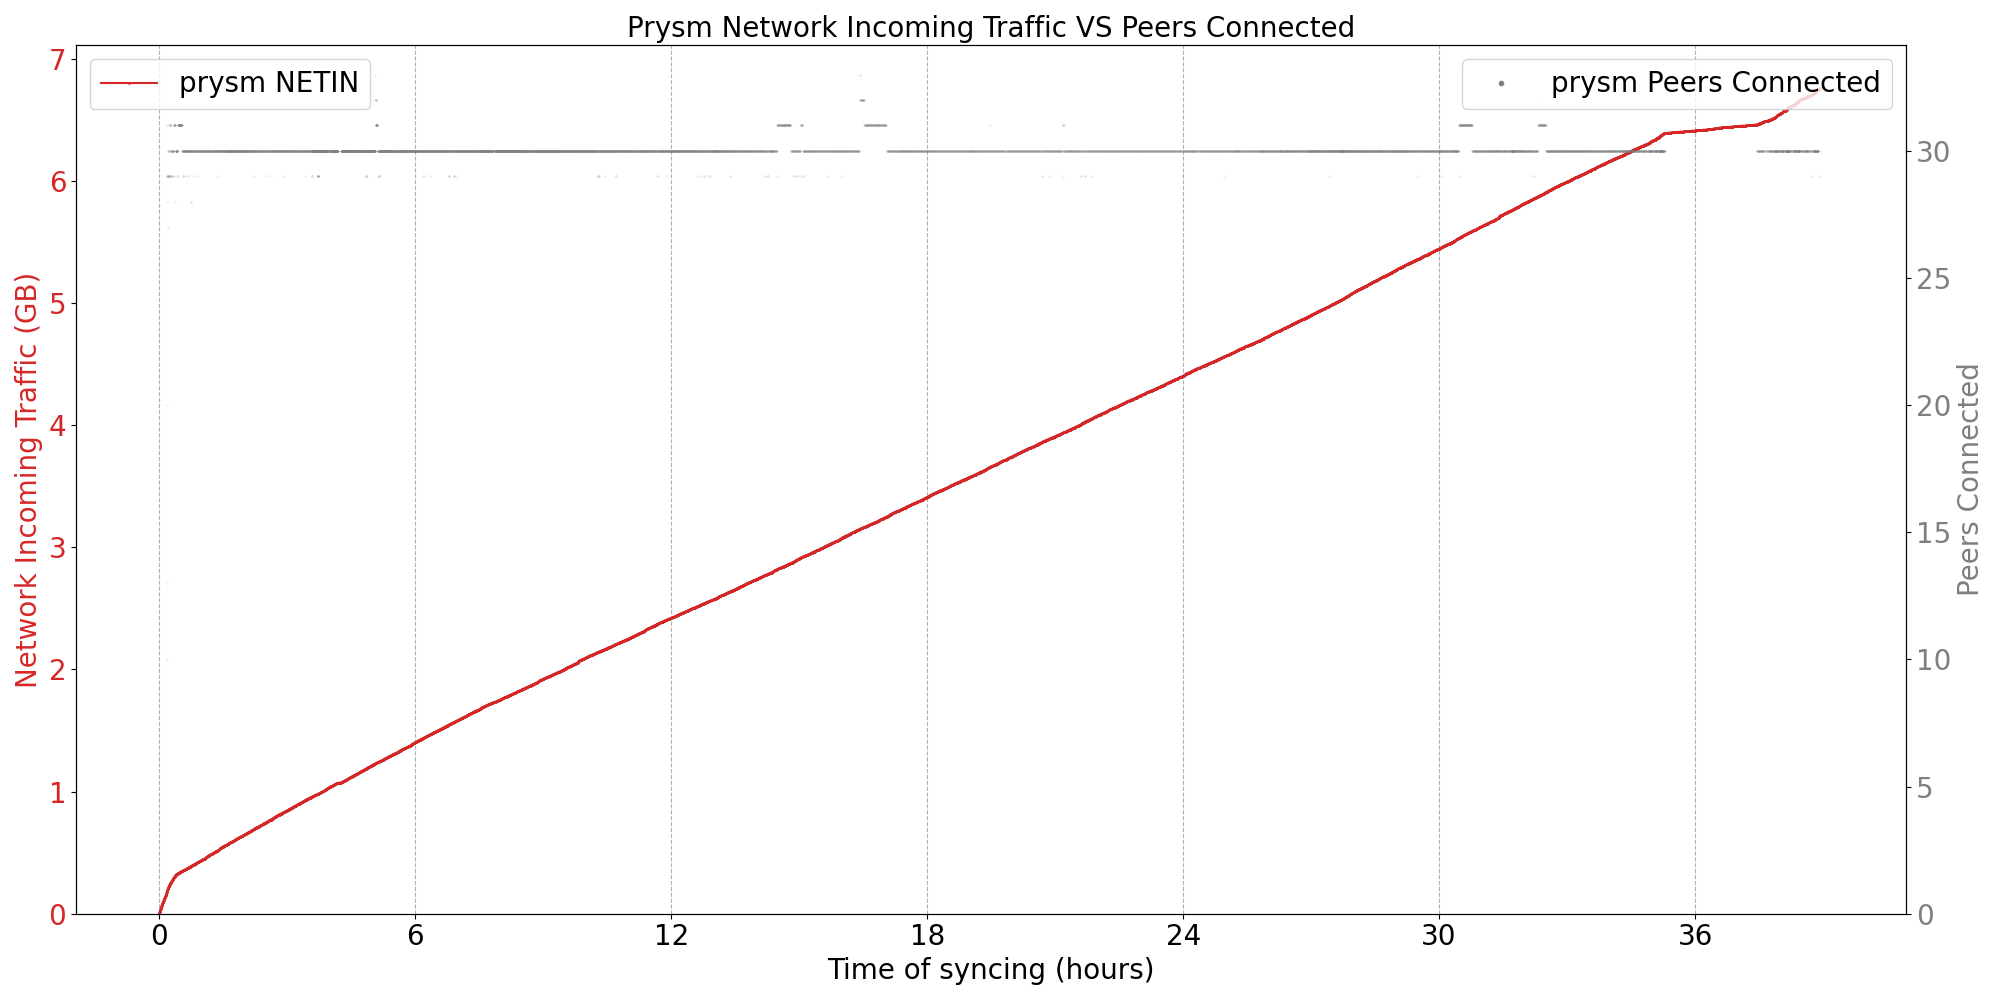 Prysm Network Incoming Traffic VS Peers Connected
prysm NETIN
prysm Peers Connected
Network Incoming Traffic (GB)
7
6
5
4
3
2
1
0
30
25
20
15
10
5
0
Peers Connected
0 6 12 18 24 30 36
Time of syncing (hours)